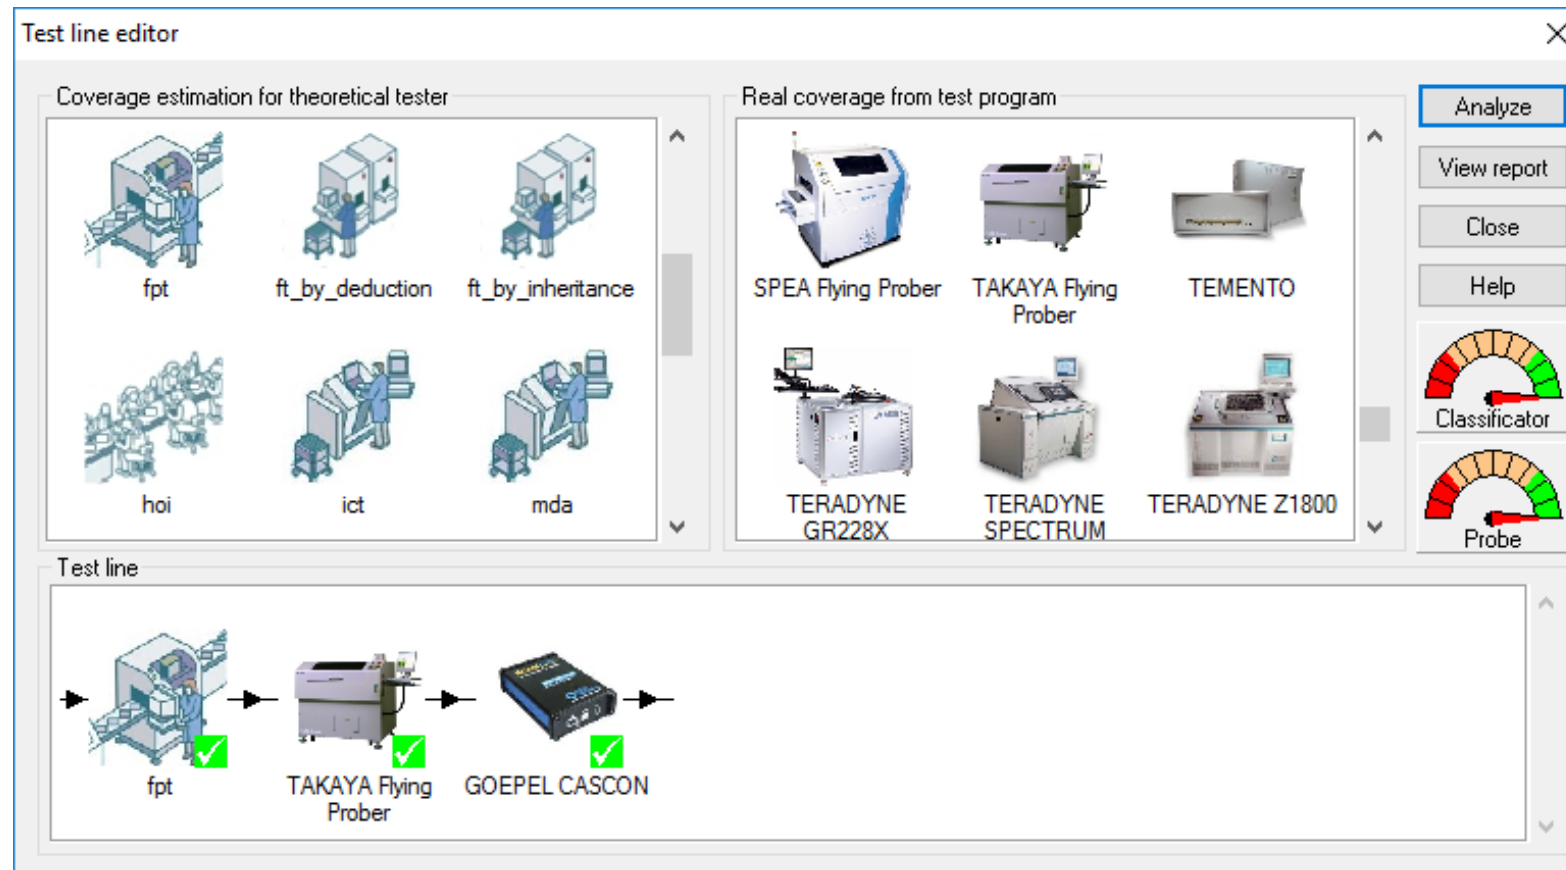 Test line editor
Coverage estimation for theoretical tester
Real coverage from test program
fpt
ft_by_deduction
ft_by_inheritance
hoi
ict
mda
SPEA Flying Prober
TAKAYA Flying
Prober
TEMENTO
TERADYNE
GR228X
TERADYNE
SPECTRUM
TERADYNE Z1800
Analyze
View report
Close
Help
Classificator
Probe
Test line
fpt
TAKAYA Flying
Prober
GOEPEL CASCON